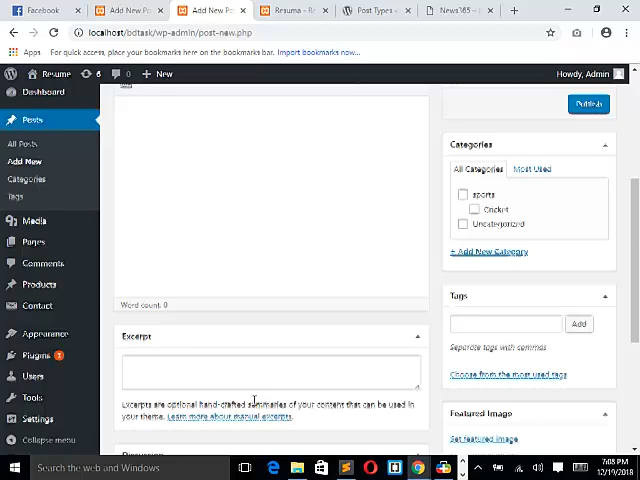 Facebook
Add New Po
Add New Po
Resuma - Re
Post Types -
News365 -
localhost/bdtask/wp-admin/post-new.php
Apps
For quick access, place your bookmarks here on the bookmarks bar. Import bookmarks now...
Resume
6
0
New
Howdy, Admin
Dashboard
Posts
All Posts
Add New
Categories
Tags
Media
Pages
Comments
Products
Contact
Appearance
Plugins
Users
Tools
Settings
Collapse menu
Word count: 0
Excerpt
Excerpts are optional hand-crafted summaries of your content that can be used in
your theme. Learn more about manual excerpts.
Discussion
Publish
Categories
All Categories
Most Used
sports
Cricket
Uncategorized
+ Add New Category
Tags
Add
Separate tags with commas
Choose from the most used tags
Featured Image
Set featured image
Search the web and Windows
7:08 PM